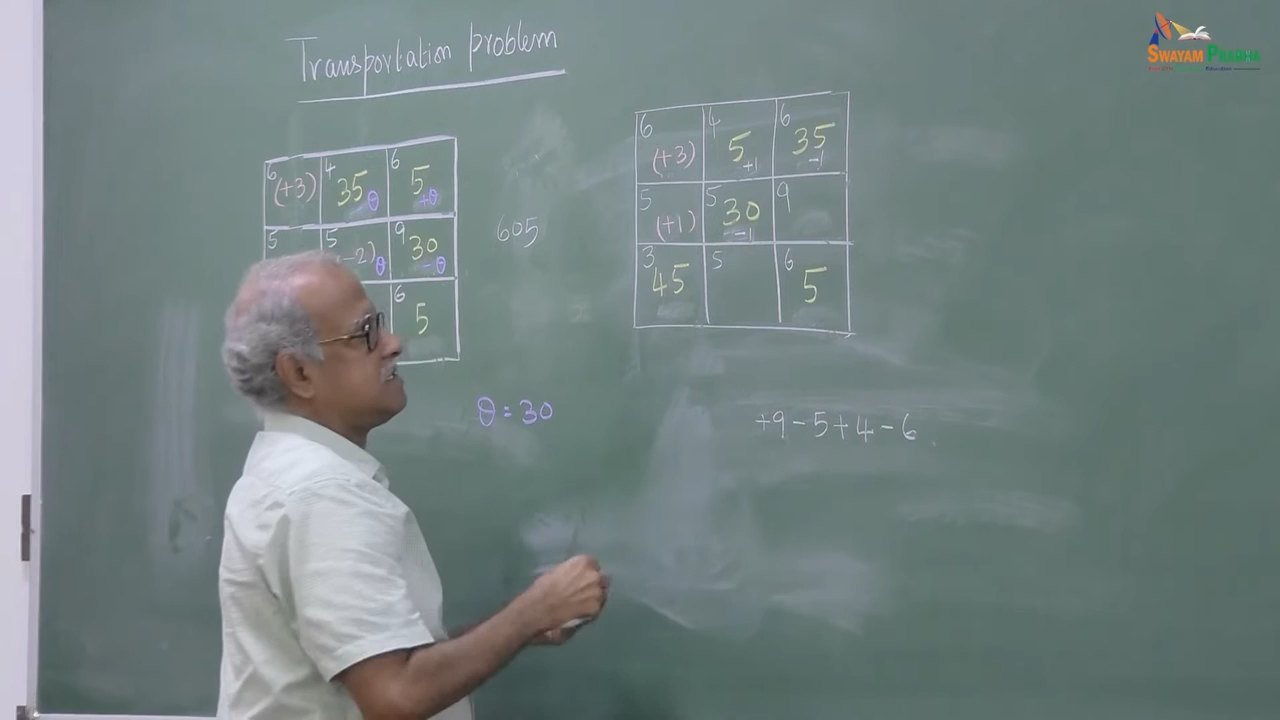 Transportation problem
6 (+3) 4 35 -θ 6 5 +θ
5 5 -2) θ 9 30 -θ
6 5
605
θ = 30
6 (+3) 4 5 +1 6 35 -1
5 (+1) 5 30 -1 9
3 45 5 6 5
+9 - 5 + 4 - 6
SWAYAM PRABHA